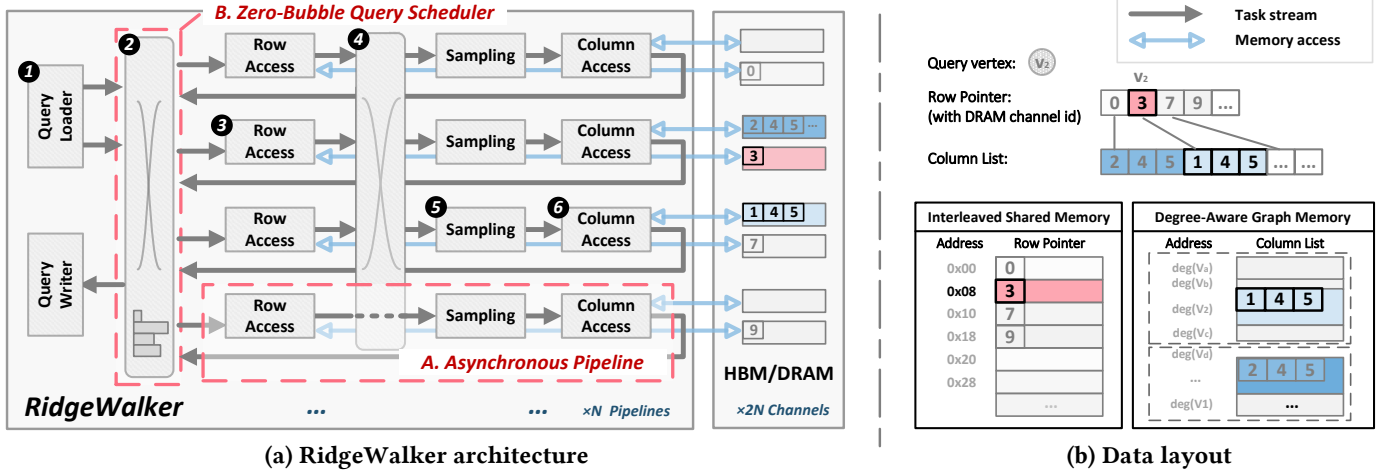 B. Zero-Bubble Query Scheduler
1
2
3
4
5
6
Query Loader
Query Writer
Row Access
Sampling
Column Access
0
Row Access
Sampling
Column Access
2 4 5 ...
3
Row Access
Sampling
Column Access
1 4 5
7
Row Access
Sampling
Column Access
9
A. Asynchronous Pipeline
RidgeWalker
... ... ×N Pipelines
HBM/DRAM
×2N Channels
(a) RidgeWalker architecture
Task stream
Memory access
Query vertex: V2
V2
Row Pointer:
(with DRAM channel id)
0 3 7 9 ...
Column List:
2 4 5 1 4 5 ... ...
Interleaved Shared Memory
Address Row Pointer
0x00 0
0x08 3
0x10 7
0x18 9
0x20
0x28
...
Degree-Aware Graph Memory
Address Column List
deg(Va)
deg(Vb)
deg(V2) 1 4 5
deg(Vc)
deg(Vd)
... 2 4 5
deg(V1) ...
(b) Data layout